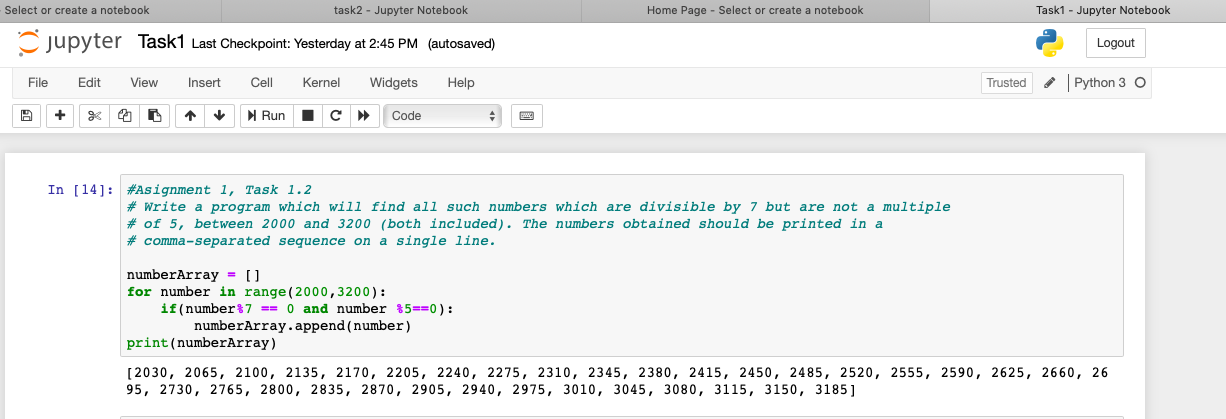 Select or create a notebook task2 - Jupyter Notebook Home Page - Select or create a notebook Task1 - Jupyter Notebook
jupyter Task1 Last Checkpoint: Yesterday at 2:45 PM (autosaved) Logout
File Edit View Insert Cell Kernel Widgets Help Trusted Python 3
Run Code
In [14]: #Asignment 1, Task 1.2
# Write a program which will find all such numbers which are divisible by 7 but are not a multiple
# of 5, between 2000 and 3200 (both included). The numbers obtained should be printed in a
# comma-separated sequence on a single line.
numberArray = []
for number in range(2000,3200):
    if(number%7 == 0 and number %5==0):
        numberArray.append(number)
print(numberArray)
[2030, 2065, 2100, 2135, 2170, 2205, 2240, 2275, 2310, 2345, 2380, 2415, 2450, 2485, 2520, 2555, 2590, 2625, 2660, 26
95, 2730, 2765, 2800, 2835, 2870, 2905, 2940, 2975, 3010, 3045, 3080, 3115, 3150, 3185]